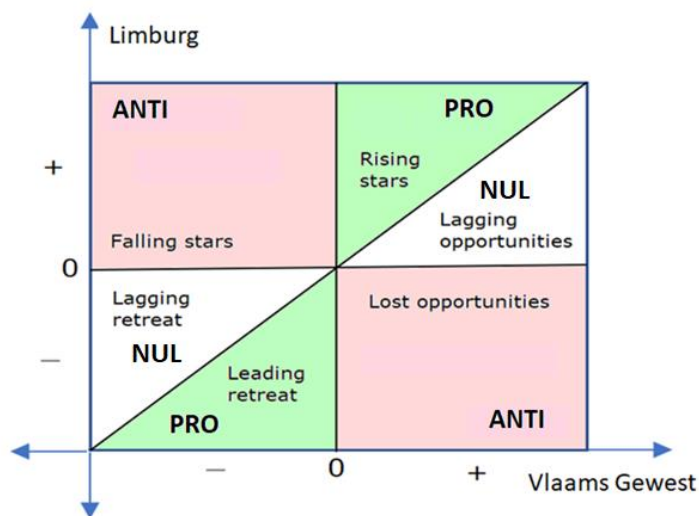 Limburg
ANTI
PRO
+
Rising
stars
NUL
Falling stars
Lagging
opportunities
0
Lagging
retreat
Lost opportunities
NUL
–
Leading
retreat
PRO
ANTI
–
0
+
Vlaams Gewest